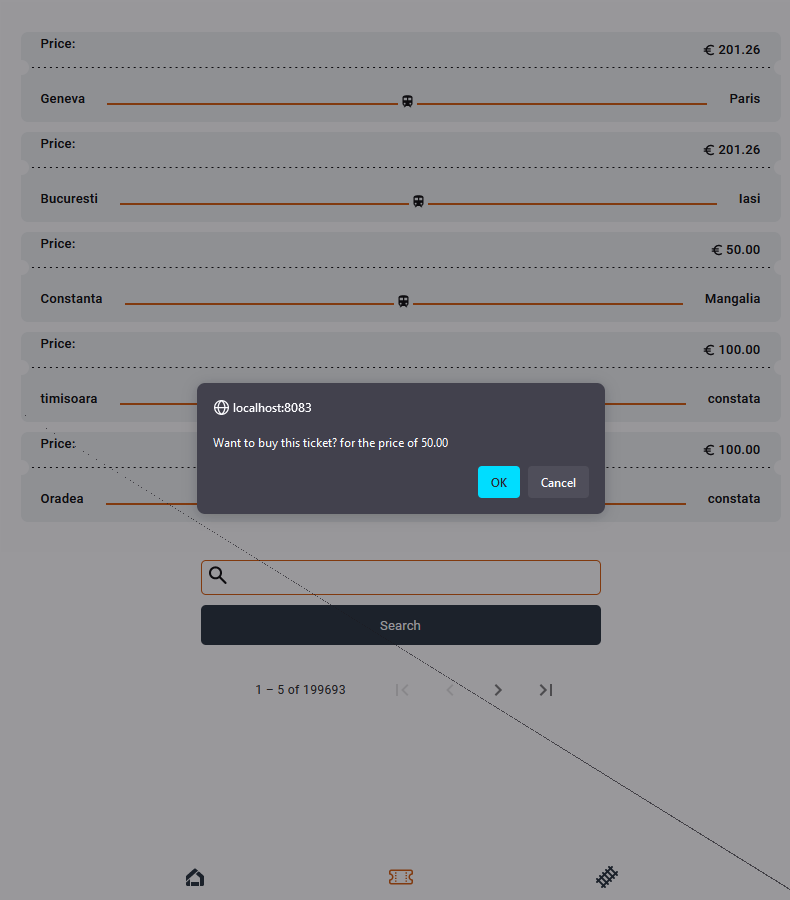 Price:
€ 201.26
Geneva
Paris
Price:
€ 201.26
Bucuresti
Iasi
Price:
€ 50.00
Constanta
Mangalia
Price:
€ 100.00
timisoara
constata
localhost:8083
Want to buy this ticket? for the price of 50.00
OK
Cancel
Price:
€ 100.00
Oradea
constata
Search
1 – 5 of 199693